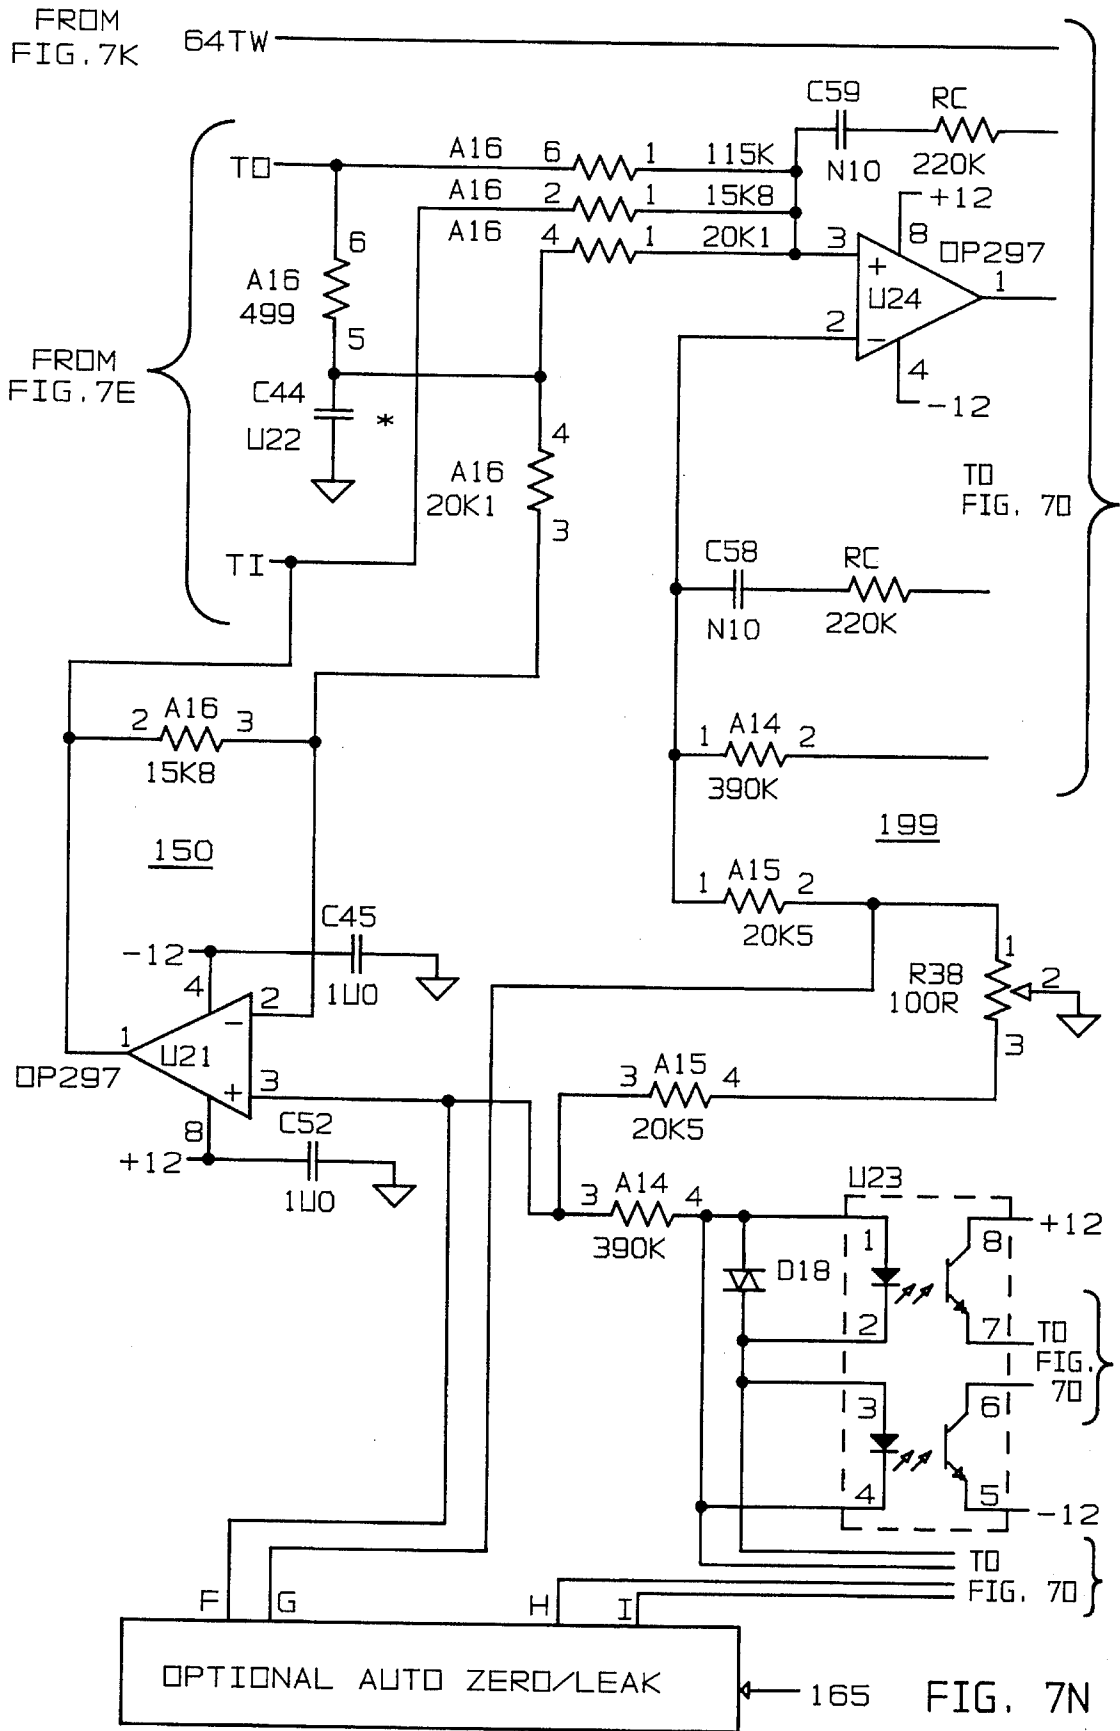 FROM
FIG.7K
64TW
C59
RC
N10
220K
TO
A16 6 1 115K
A16 2 1 15K8
A16 4 1 20K1
+12
8
OP297
3
+
U24
1
2
-
4
-12
6
A16
499
5
FROM
FIG.7E
C44
U22
*
4
A16
20K1
3
TO
FIG. 7O
TI
C58
RC
N10
220K
2 A16 3
15K8
1 A14 2
390K
150
199
1 A15 2
20K5
C45
-12
1U0
4
2
-
1
U21
OP297
+
3
8
C52
+12
1U0
1
R38
100R
2
3
3 A15 4
20K5
3 A14 4
390K
U23
1
8
+12
D18
2
7
TO
FIG.
7O
3
6
4
5
-12
TO
FIG. 7O
F
G
H
I
OPTIONAL AUTO ZERO/LEAK
165
FIG. 7N